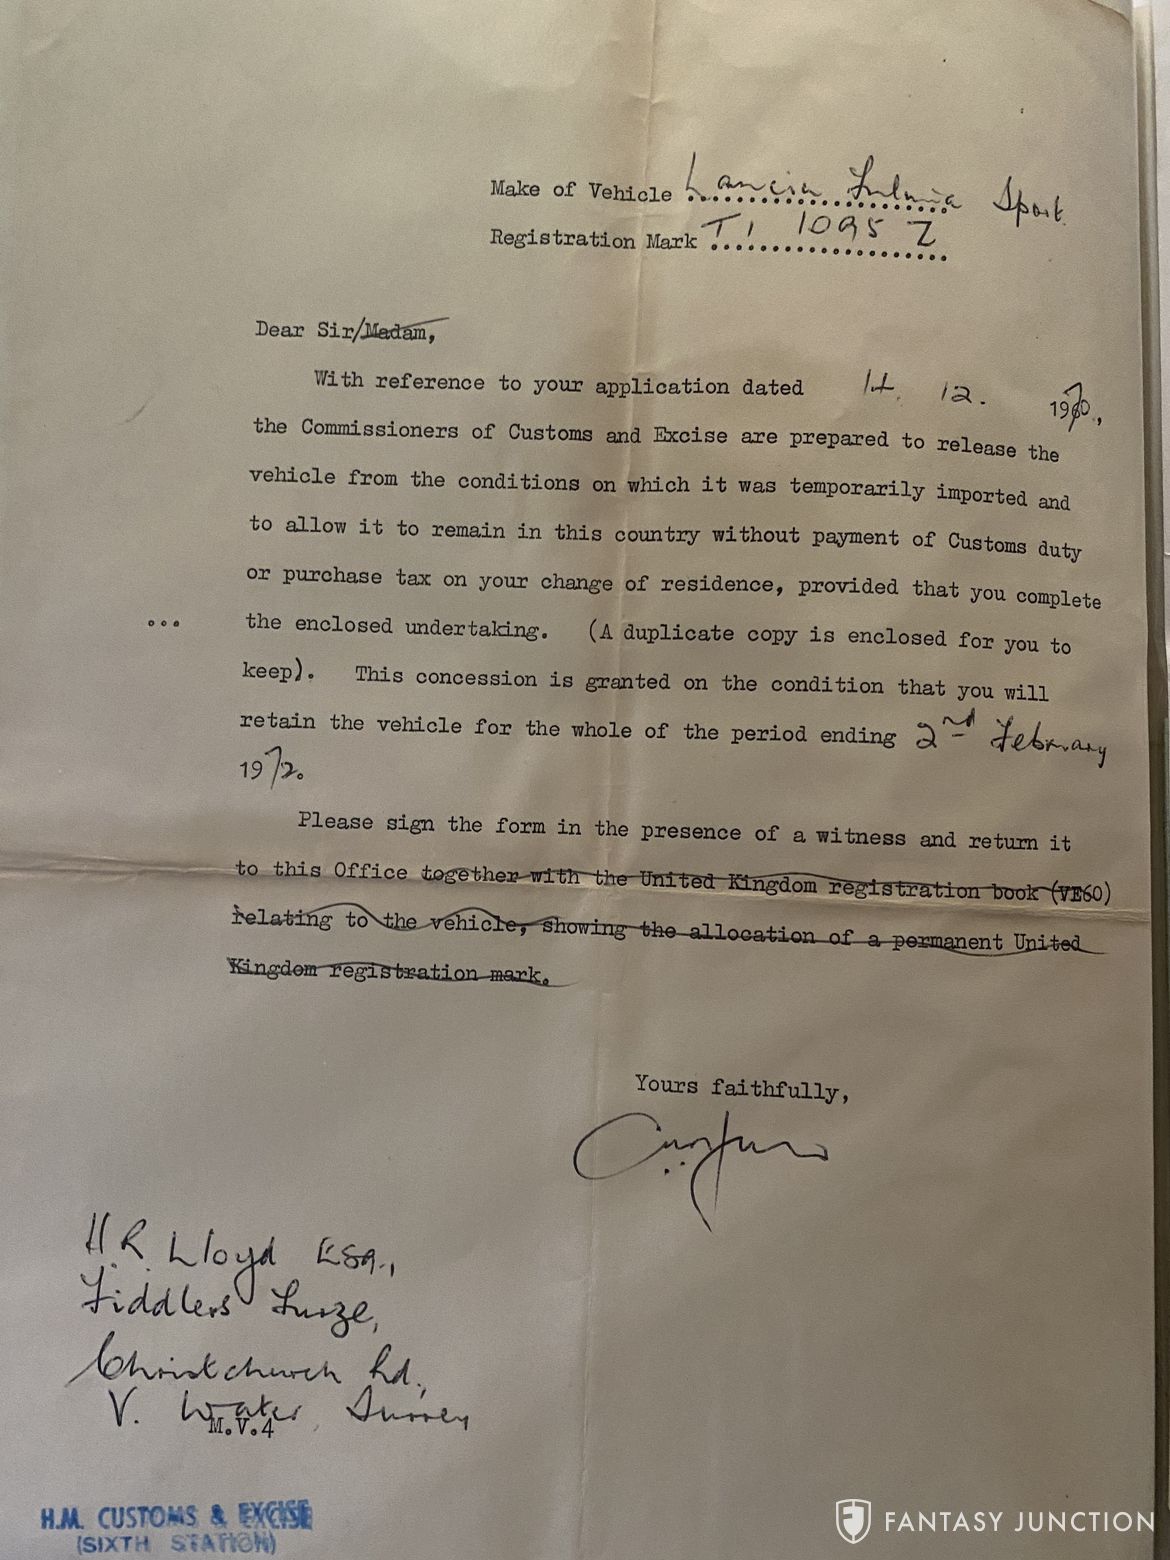 Make of Vehicle Lancia Fulvia Sport
Registration Mark T1 1095 Z
Dear Sir/Madam,
With reference to your application dated 14. 12. 1970,
the Commissioners of Customs and Excise are prepared to release the
vehicle from the conditions on which it was temporarily imported and
to allow it to remain in this country without payment of Customs duty
or purchase tax on your change of residence, provided that you complete
... the enclosed undertaking. (A duplicate copy is enclosed for you to
keep). This concession is granted on the condition that you will
retain the vehicle for the whole of the period ending 2nd February
1972.
Please sign the form in the presence of a witness and return it
to this Office together with the United Kingdom registration book (VE60)
relating to the vehicle, showing the allocation of a permanent United
Kingdom registration mark.
Yours faithfully,
H.R. Lloyd Esq.,
Fiddlers Furze,
Christchurch Rd.,
V. Water, Surrey
M.V.4
H.M. CUSTOMS & EXCISE
(SIXTH STATION)
FANTASY JUNCTION